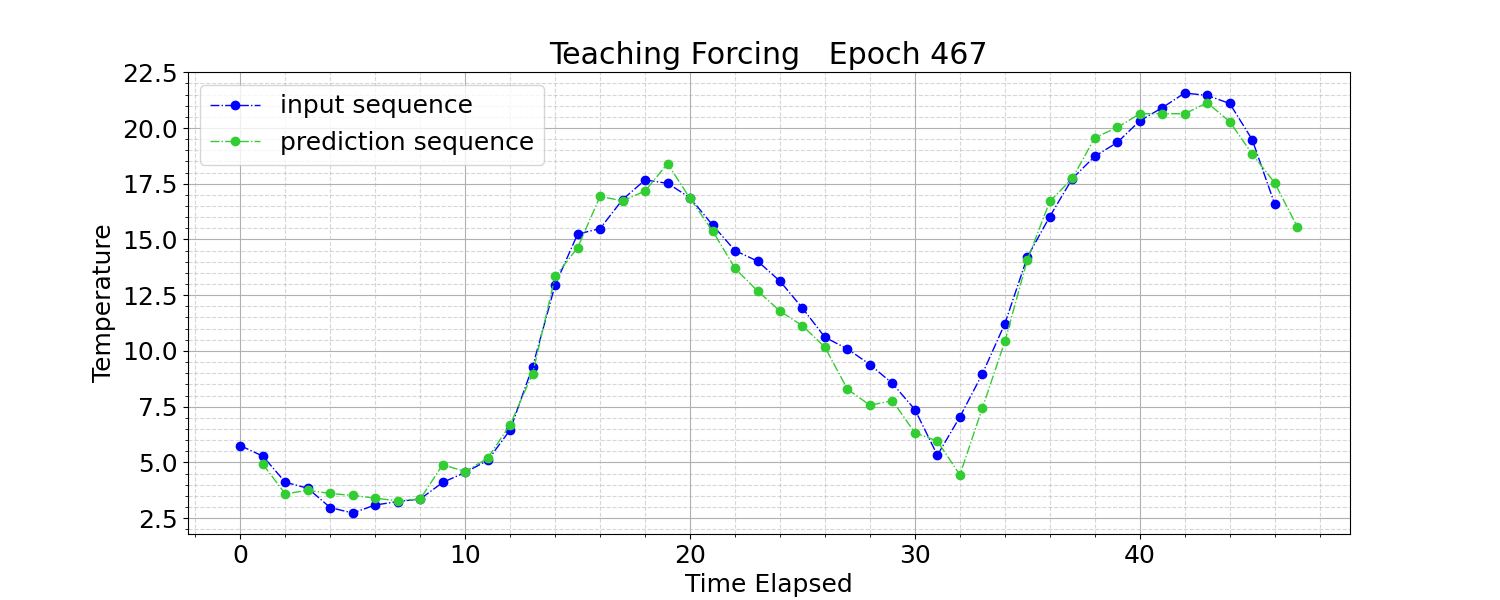 Teaching Forcing   Epoch 467
input sequence
prediction sequence
Temperature
22.5
20.0
17.5
15.0
12.5
10.0
7.5
5.0
2.5
0 10 20 30 40
Time Elapsed